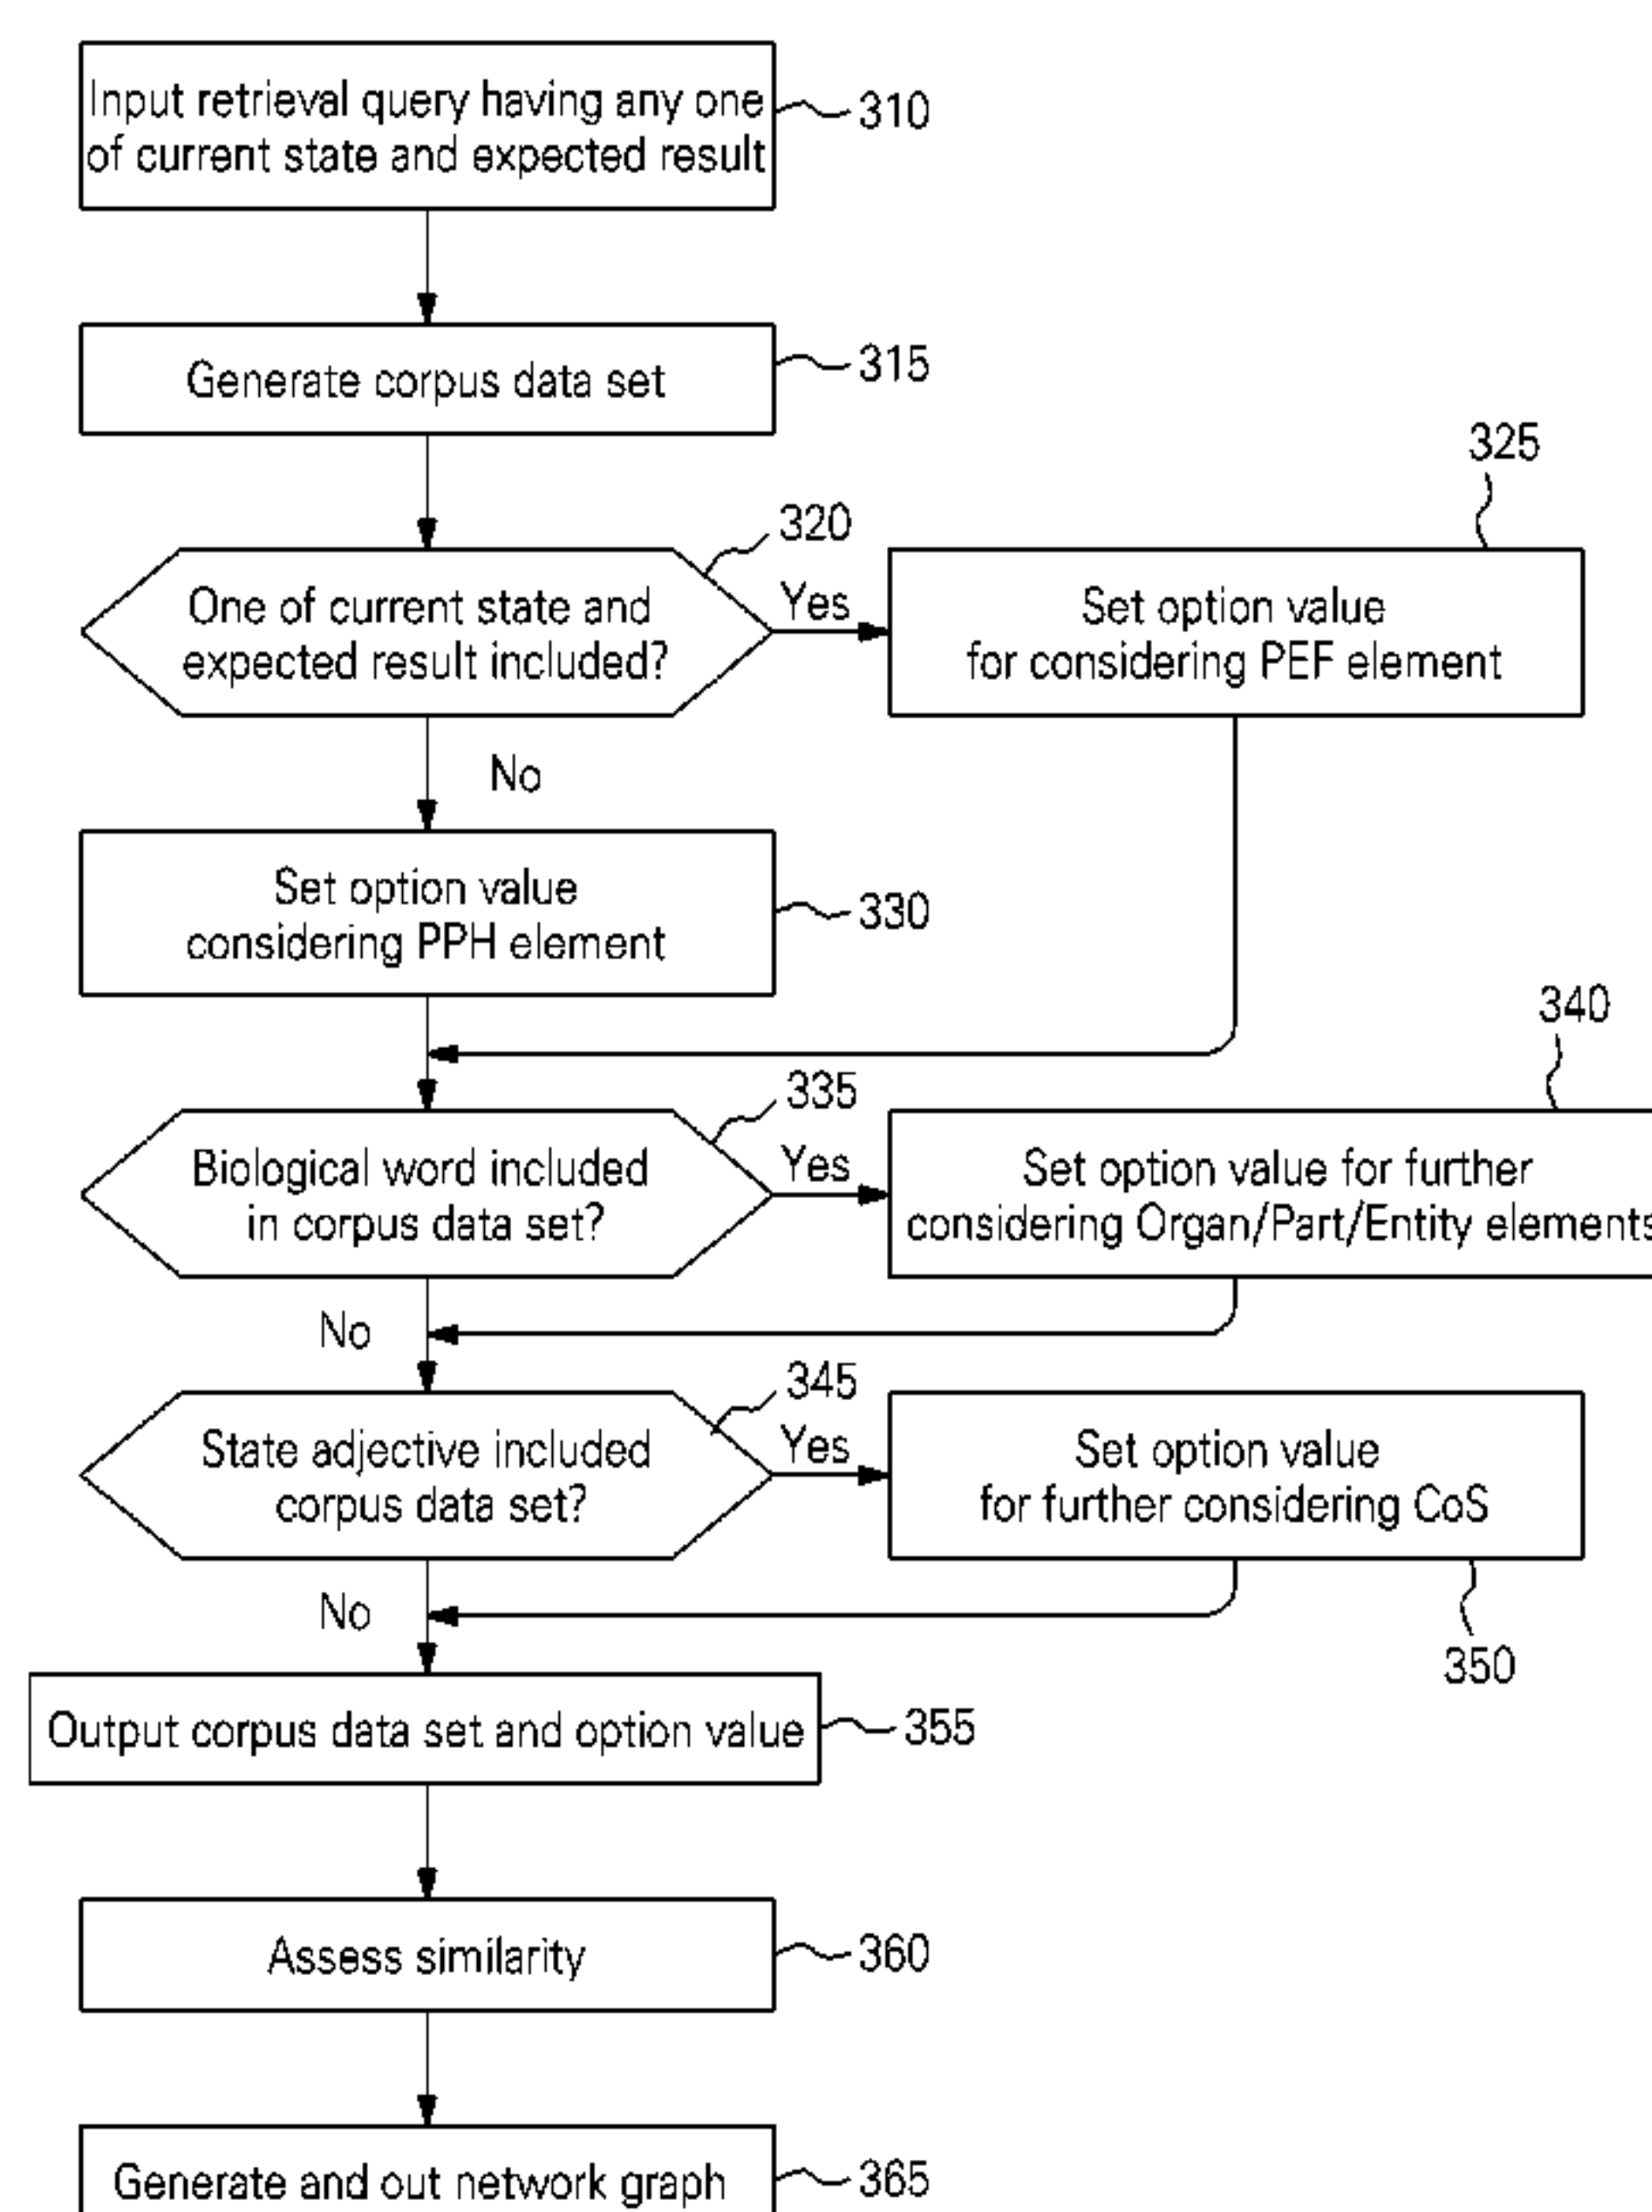 Input retrieval query having any one
of current state and expected result
310
Generate corpus data set
315
325
320
One of current state and
expected result included?
Yes
Set option value
for considering PEF element
No
Set option value
considering PPH element
330
340
335
Biological word included
in corpus data set?
Yes
Set option value for further
considering Organ/Part/Entity elements
No
345
State adjective included
corpus data set?
Yes
Set option value
for further considering CoS
No
350
Output corpus data set and option value
355
Assess similarity
360
Generate and out network graph
365